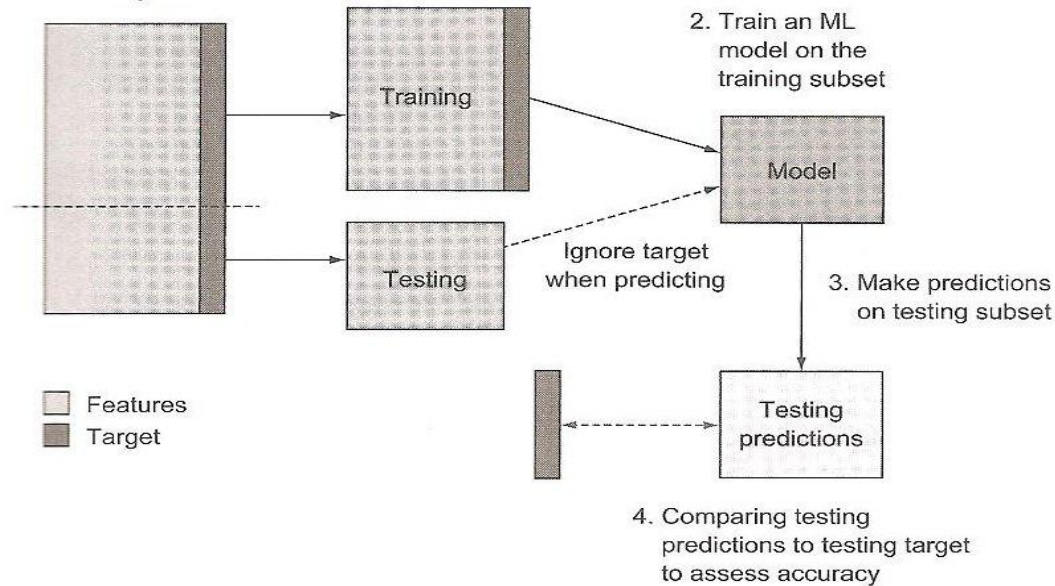 2. Train an ML
model on the
training subset
Training
Model
Testing
Ignore target
when predicting
3. Make predictions
on testing subset
Features
Target
Testing
predictions
4. Comparing testing
predictions to testing target
to assess accuracy